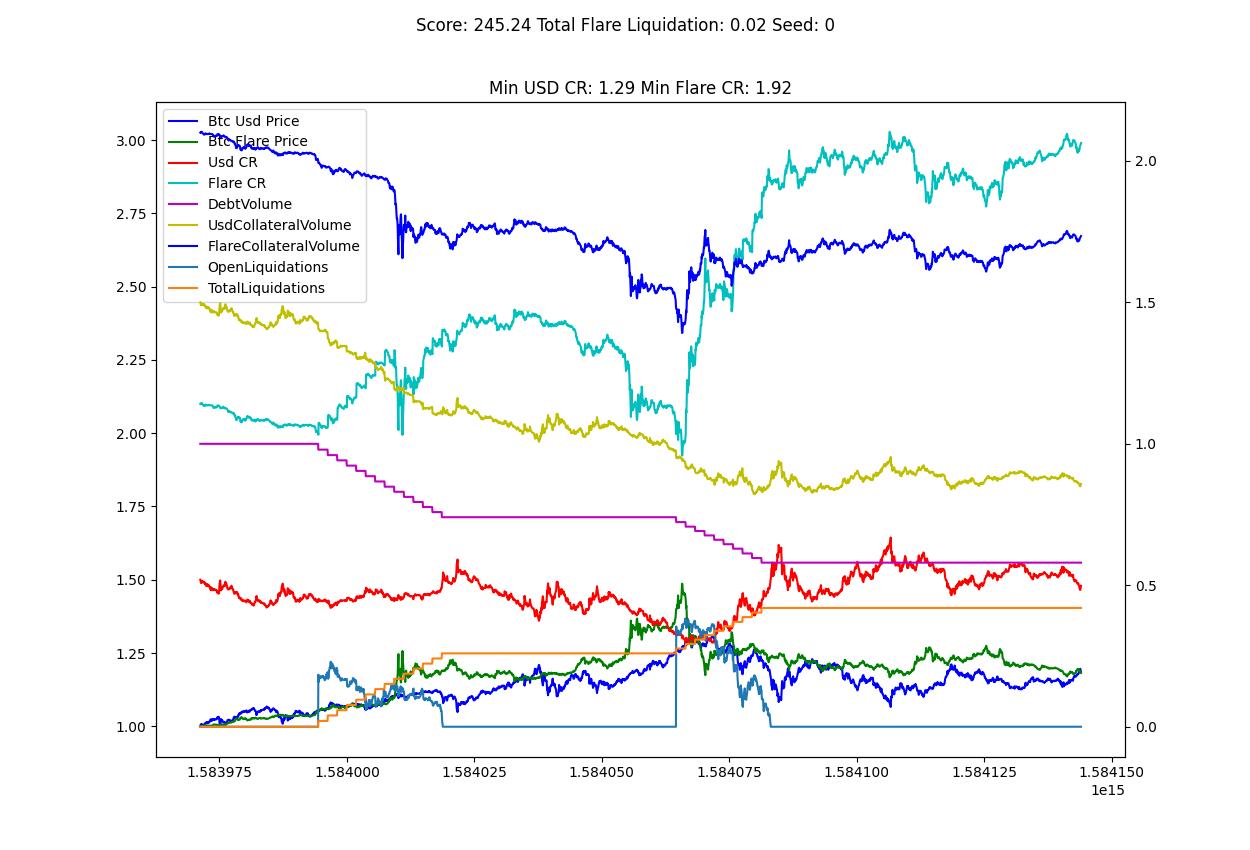 Score: 245.24 Total Flare Liquidation: 0.02 Seed: 0
Min USD CR: 1.29 Min Flare CR: 1.92
Btc Usd Price
Btc Flare Price
Usd CR
Flare CR
DebtVolume
UsdCollateralVolume
FlareCollateralVolume
OpenLiquidations
TotalLiquidations
3.00
2.75
2.50
2.25
2.00
1.75
1.50
1.25
1.00
2.0
1.5
1.0
0.5
0.0
1.583975 1.584000 1.584025 1.584050 1.584075 1.584100 1.584125 1.584150
1e15